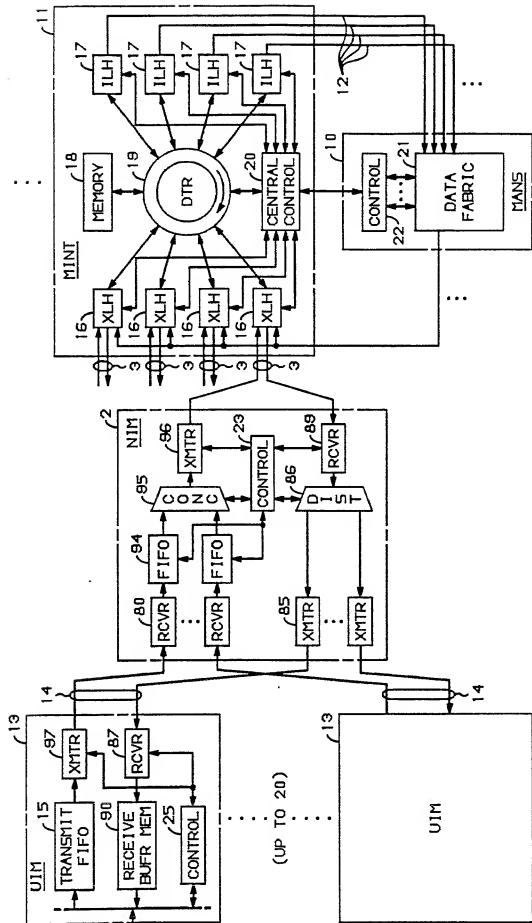 13
UIM
15
TRANSMIT
FIFO
97
XMTR
90
RECEIVE
BUFR MEM
87
RCVR
25
CONTROL
14
(UP TO 20)
13
UIM
14
2
NIM
80
RCVR
94
FIFO
95
CONC
96
XMTR
RCVR
FIFO
CONTROL
23
85
XMTR
XMTR
86
DIST
89
RCVR
11
MINT
MEMORY
18
16
XLH
16
XLH
16
XLH
16
XLH
3
3
3
3
19
DTR
20
CENTRAL
CONTROL
ILH
17
ILH
17
ILH
17
ILH
17
12
10
CONTROL
22
21
DATA
FABRIC
MANS